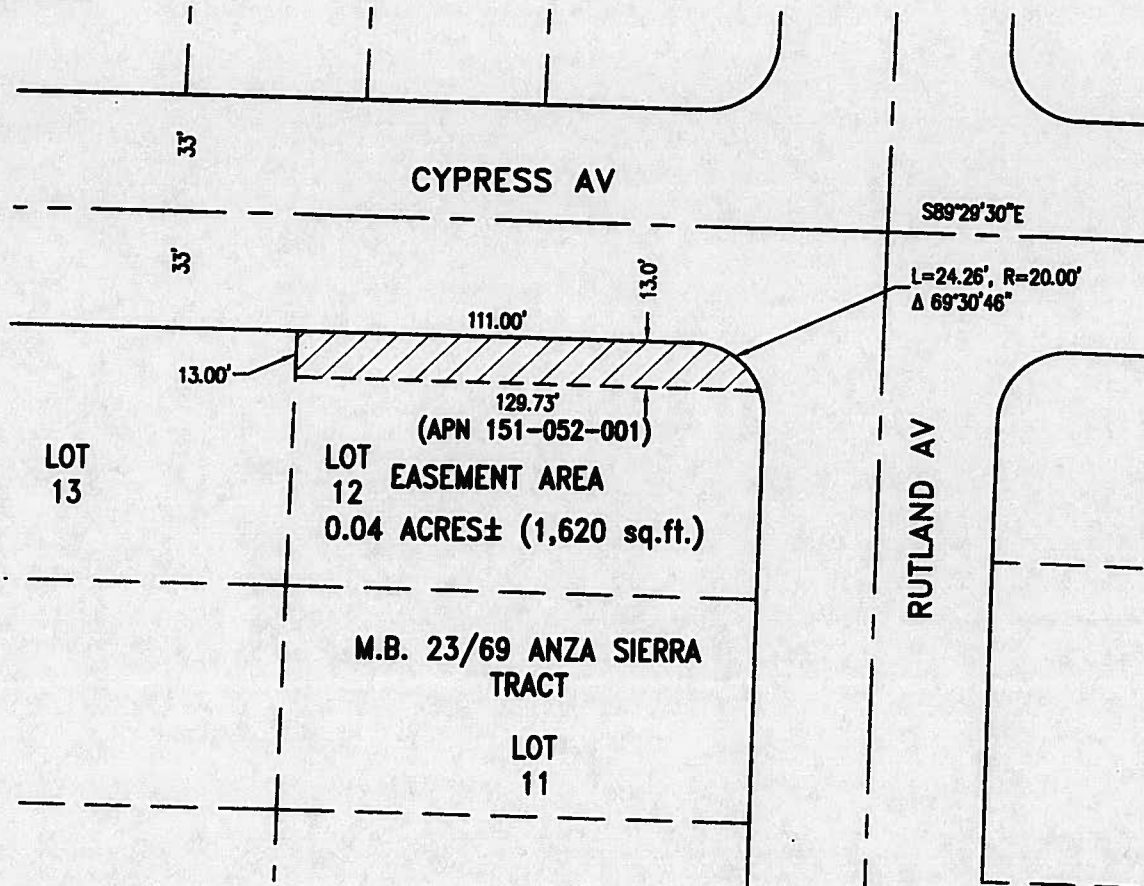 33'
CYPRESS AV
S89°29'30"E
33'
13.0'
L=24.26', R=20.00'
Δ 69°30'46"
111.00'
13.00'
129.73'
(APN 151-052-001)
LOT
13
LOT
12
EASEMENT AREA
0.04 ACRES± (1,620 sq.ft.)
RUTLAND AV
M.B. 23/69 ANZA SIERRA
TRACT
LOT
11